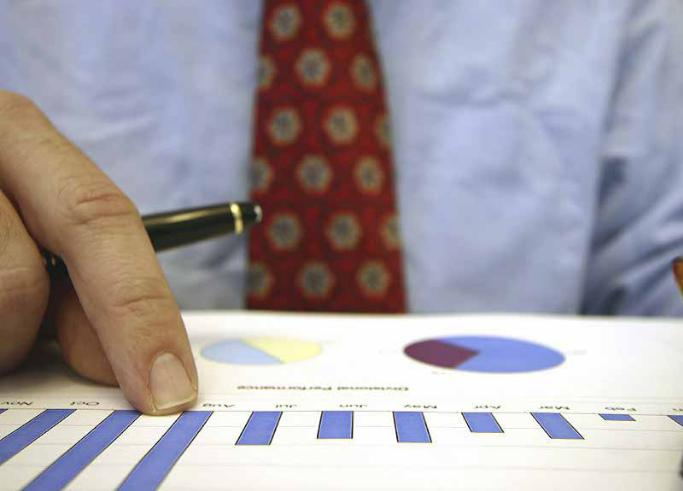 Feb Mar Apr May Jun Jul Aug Oct Nov
Divisional Performance